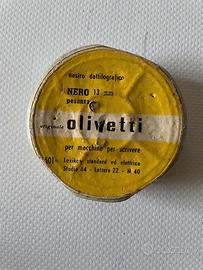 nastro dattilografico
NERO 13 mm
pesante
originale olivetti
per macchine per scrivere
Lexikon standard ed elettrica
Studio 44 - Lettera 22 - M 40